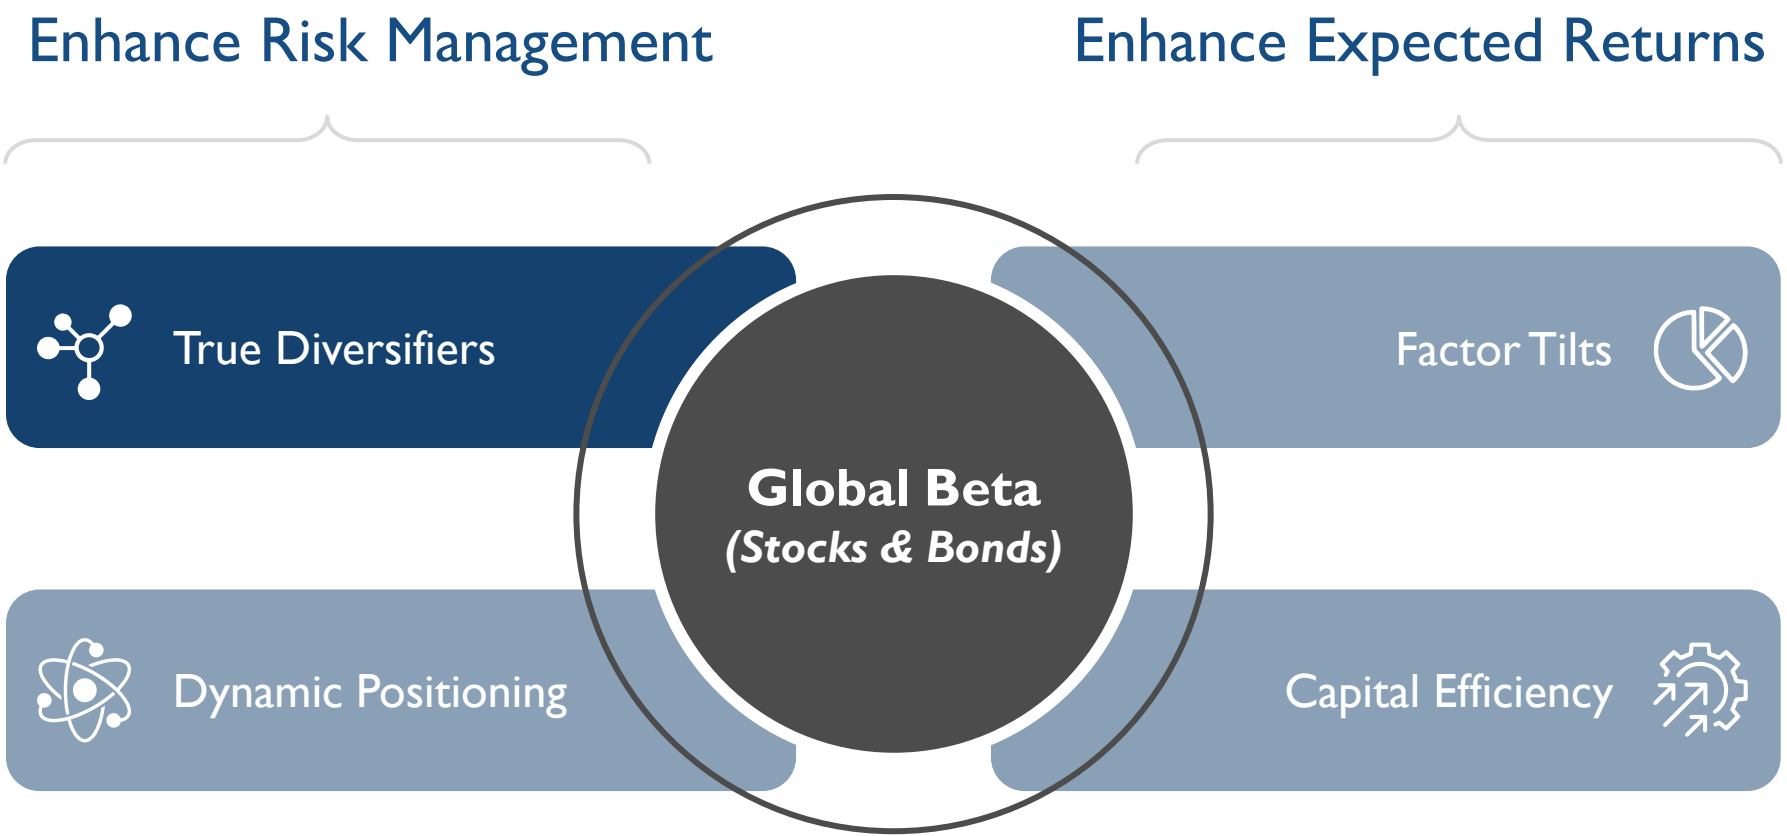 Enhance Risk Management
Enhance Expected Returns
True Diversifiers
Factor Tilts
Global Beta
(Stocks & Bonds)
Dynamic Positioning
Capital Efficiency